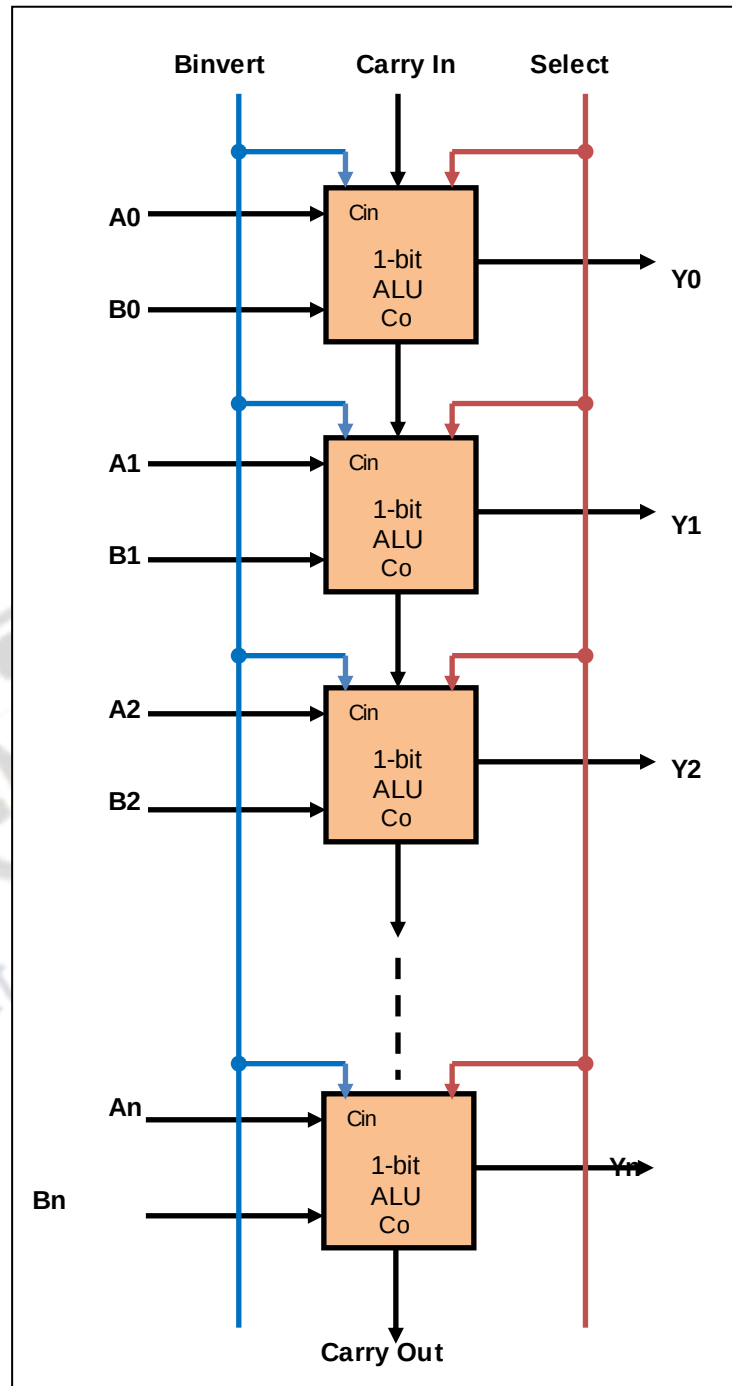 Binvert Carry In Select
A0
Cin
1-bit
ALU
Co
B0
Y0
A1
Cin
1-bit
ALU
Co
B1
Y1
A2
Cin
1-bit
ALU
Co
B2
Y2
An
Cin
1-bit
ALU
Co
Bn
Yn
Carry Out